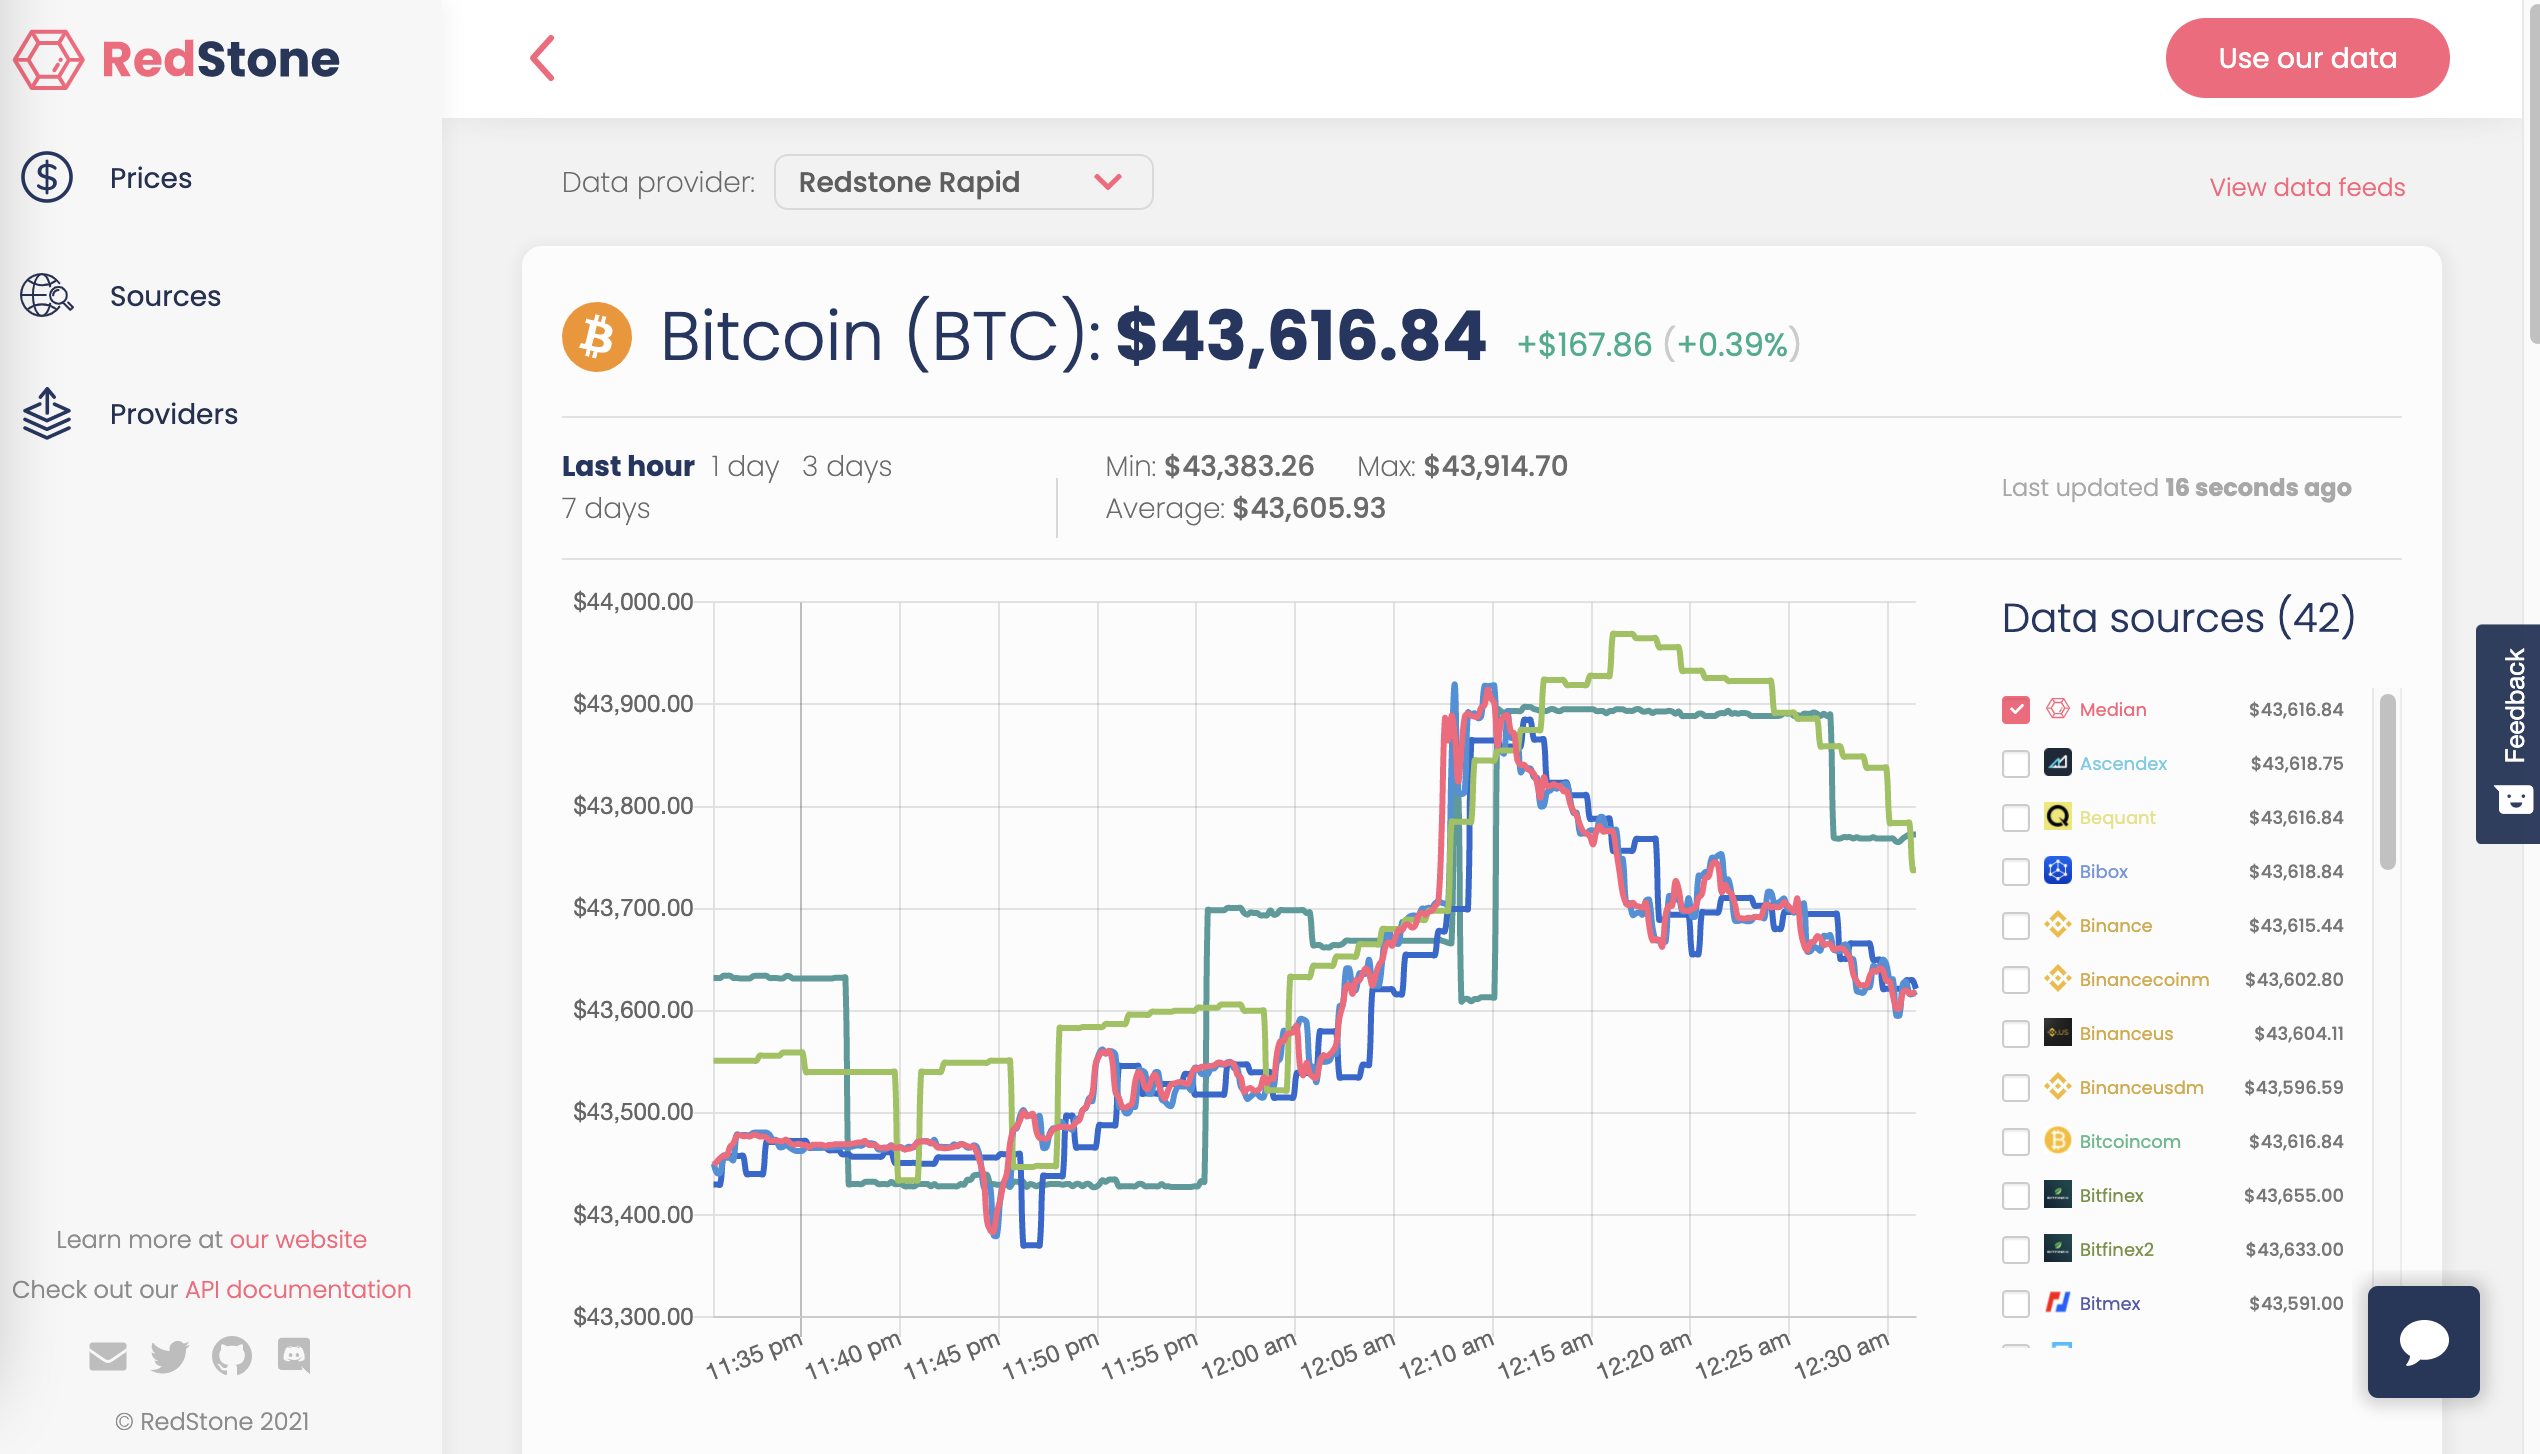 RedStone
Prices
Sources
Providers
Learn more at our website
Check out our API documentation
© RedStone 2021
Use our data
Data provider: Redstone Rapid
View data feeds
Bitcoin (BTC): $43,616.84 +$167.86 (+0.39%)
Last hour 1 day 3 days
7 days
Min: $43,383.26 Max: $43,914.70
Average: $43,605.93
Last updated 16 seconds ago
$44,000.00
$43,900.00
$43,800.00
$43,700.00
$43,600.00
$43,500.00
$43,400.00
$43,300.00
11:35 pm
11:40 pm
11:45 pm
11:50 pm
11:55 pm
12:00 am
12:05 am
12:10 am
12:15 am
12:20 am
12:25 am
12:30 am
Data sources (42)
Median $43,616.84
Ascendex $43,618.75
Bequant $43,616.84
Bibox $43,618.84
Binance $43,615.44
Binancecoinm $43,602.80
Binanceus $43,604.11
Binanceusdm $43,596.59
Bitcoincom $43,616.84
Bitfinex $43,655.00
Bitfinex2 $43,633.00
Bitmex $43,591.00
Feedback